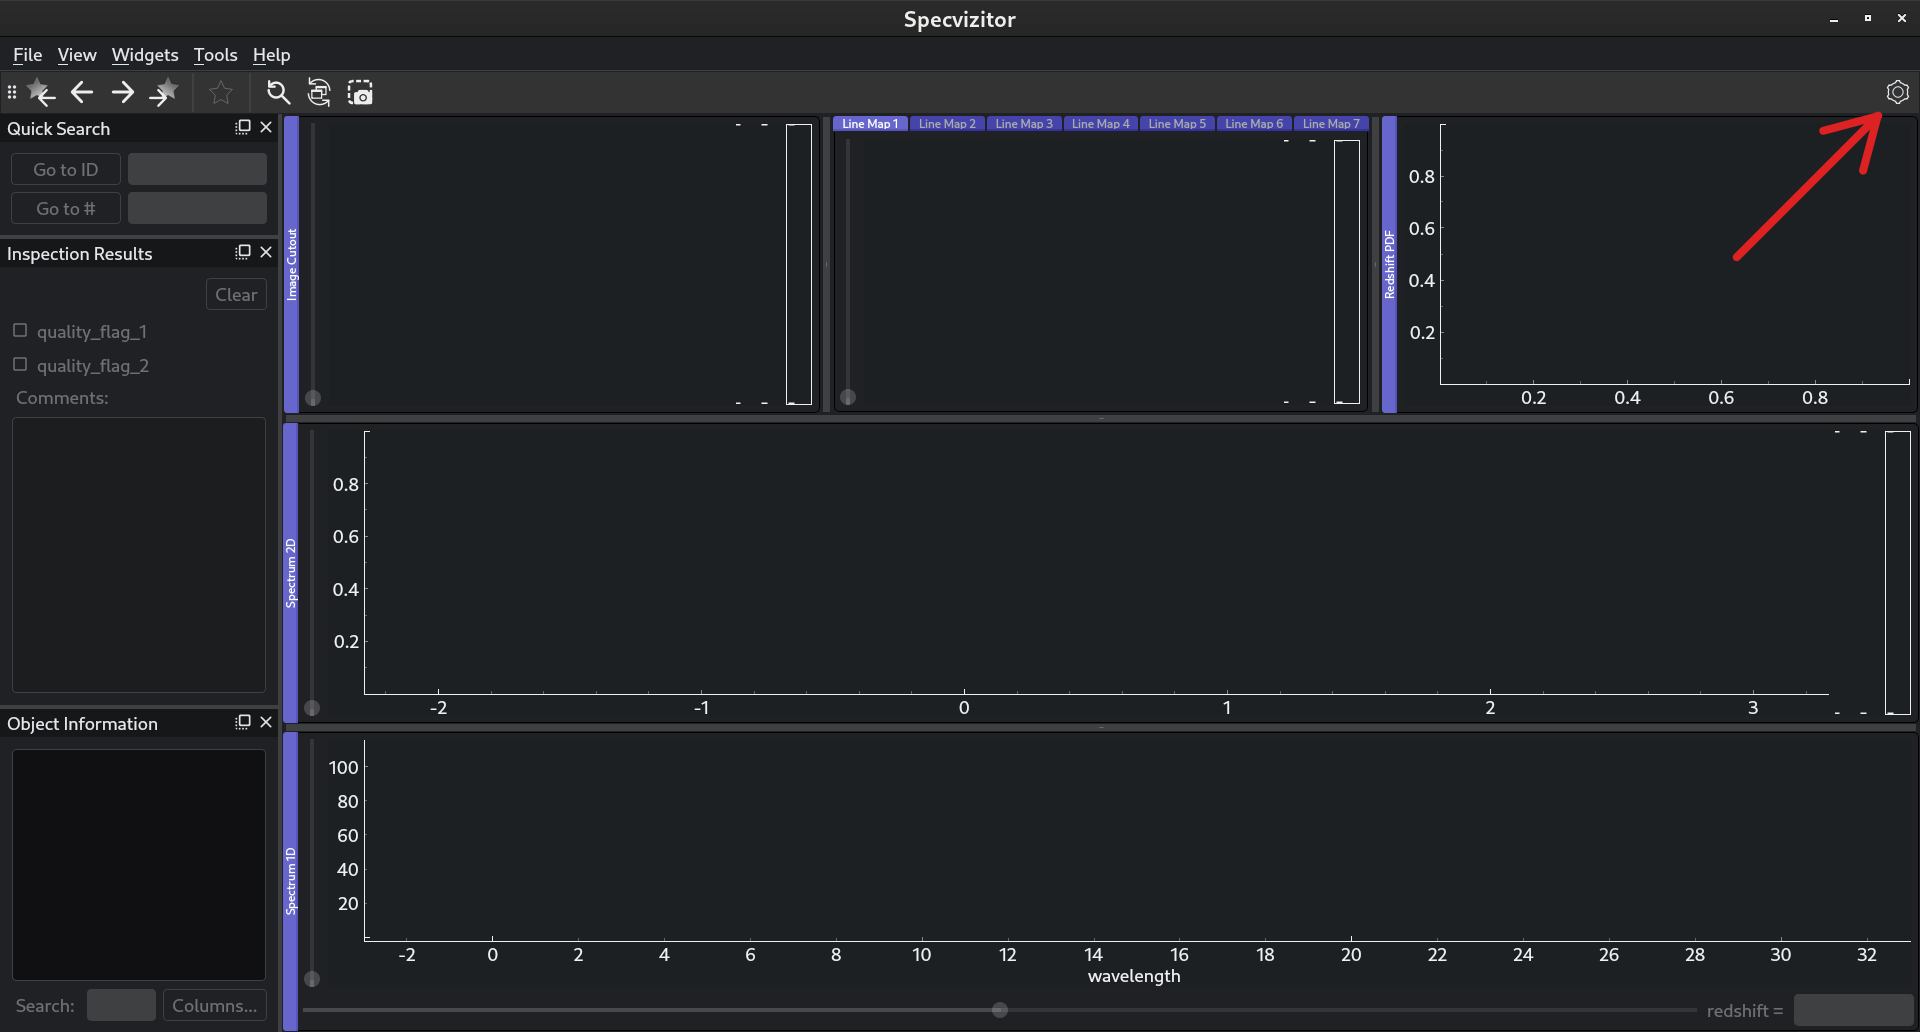 Specvizitor
File View Widgets Tools Help
Quick Search
Go to ID
Go to #
Inspection Results
Clear
quality_flag_1
quality_flag_2
Comments:
Object Information
Search: Columns...
Image Cutout
Line Map 1 Line Map 2 Line Map 3 Line Map 4 Line Map 5 Line Map 6 Line Map 7
Redshift PDF
0.8
0.6
0.4
0.2
0.2 0.4 0.6 0.8
Spectrum 2D
0.8
0.6
0.4
0.2
-2 -1 0 1 2 3
Spectrum 1D
100
80
60
40
20
-2 0 2 4 6 8 10 12 14 16 18 20 22 24 26 28 30 32
wavelength
redshift =